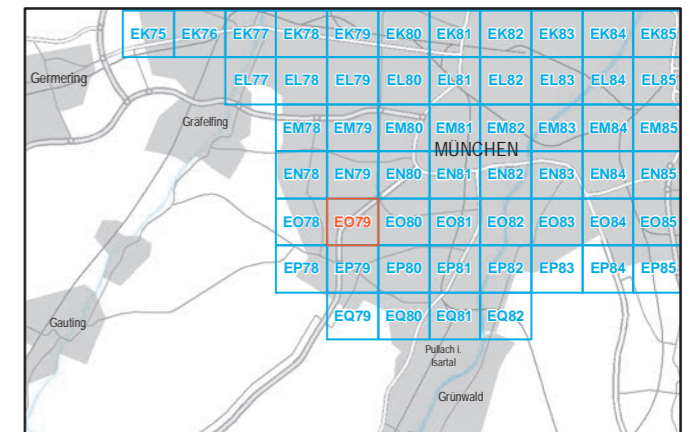 EK75 EK76 EK77 EK78 EK79 EK80 EK81 EK82 EK83 EK84 EK85
Germering EL77 EL78 EL79 EL80 EL81 EL82 EL83 EL84 EL85
Gräfelfing EM78 EM79 EM80 EM81 EM82 EM83 EM84 EM85
MÜNCHEN
EN78 EN79 EN80 EN81 EN82 EN83 EN84 EN85
EO78 EO79 EO80 EO81 EO82 EO83 EO84 EO85
EP78 EP79 EP80 EP81 EP82 EP83 EP84 EP85
Gauting EQ79 EQ80 EQ81 EQ82
Pullach i.
Isartal
Grünwald